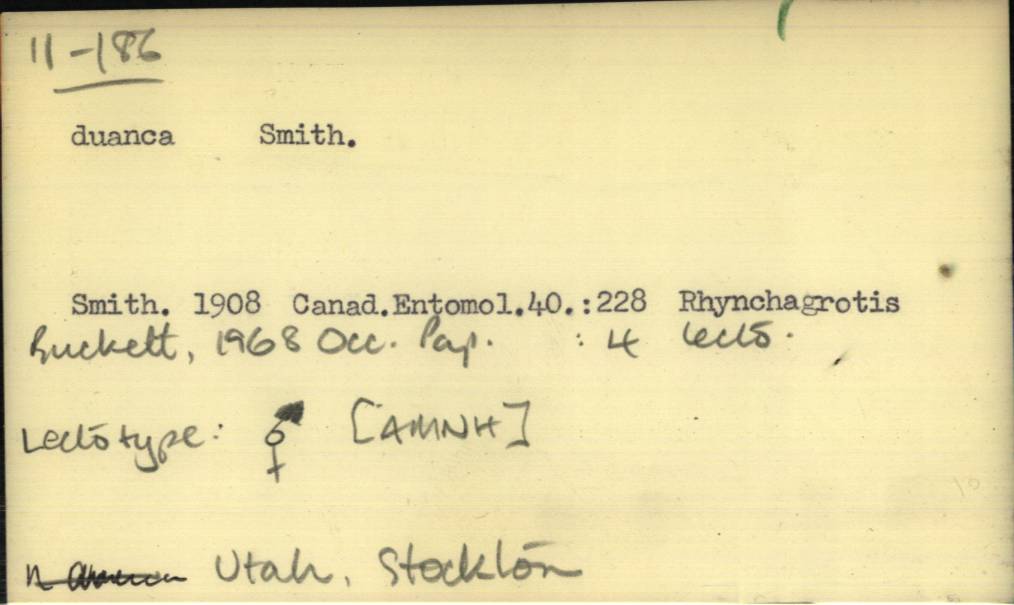 11-186
duanca Smith.
Smith. 1908 Canad.Entomol.40.:228 Rhynchagrotis
Buckett, 1968 Occ. Pap. : 4 lecto.
Lectotype: ♀ [AMNH]
Utah, Stockton